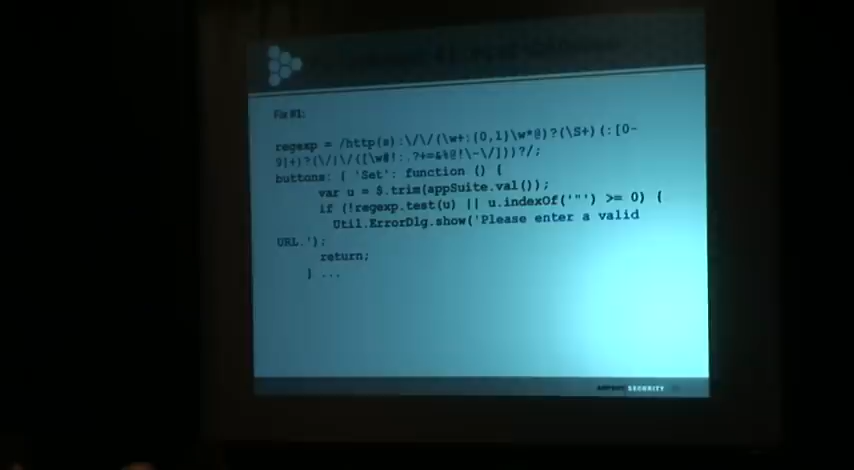 Fix #1:
regexp = /http(s):\/\/(\w+:{0,1}\w*@)?(\S+)(:[0-
9]+)?(\/|\/([\w#!:.?+=&%@!\-\/]))?/;
buttons: { 'Set': function () {
var u = $.trim(appSuite.val());
if (!regexp.test(u) || u.indexOf('"') >= 0) {
Util.ErrorDlg.show('Please enter a valid
URL.');
return;
} ...
SECURITY